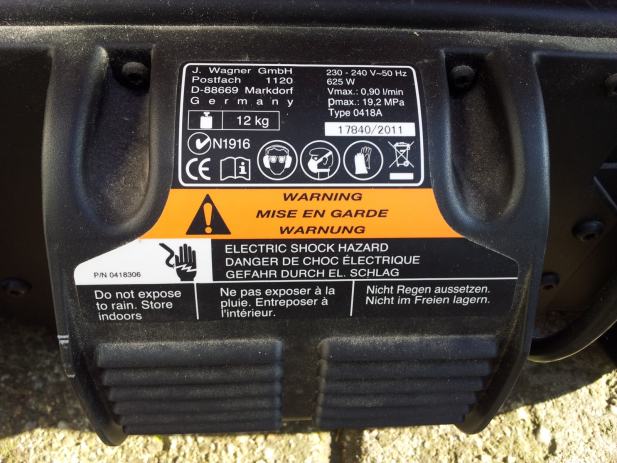 J. Wagner GmbH
Postfach 1120
D-88669 Markdorf
Germany
12 kg
N1916
CE
230 - 240 V~50 Hz
625 W
Vmax.: 0,90 l/min
pmax.: 19,2 MPa
Type 0418A
17840/2011
WARNING
MISE EN GARDE
WARNUNG
P/N 0418306
ELECTRIC SHOCK HAZARD
DANGER DE CHOC ÉLECTRIQUE
GEFAHR DURCH EL. SCHLAG
Do not expose
to rain. Store
indoors
Ne pas exposer à la
pluie. Entreposer à
l'intérieur.
Nicht Regen aussetzen.
Nicht im Freien lagern.